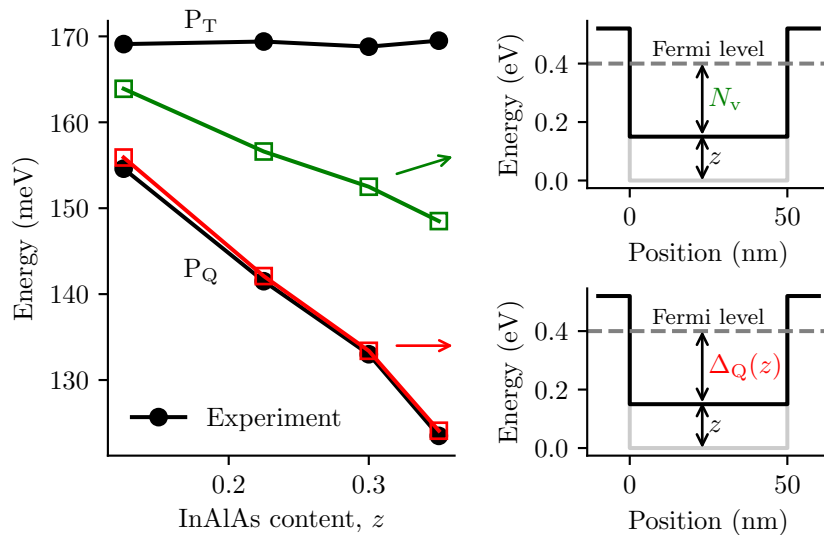 170
160
150
140
130
Energy (meV)
P_T
P_Q
Experiment
0.2
0.3
InAlAs content, z
0.4
0.2
0.0
Energy (eV)
Fermi level
N_v
z
0
50
Position (nm)
0.4
0.2
0.0
Energy (eV)
Fermi level
Δ_Q(z)
z
0
50
Position (nm)